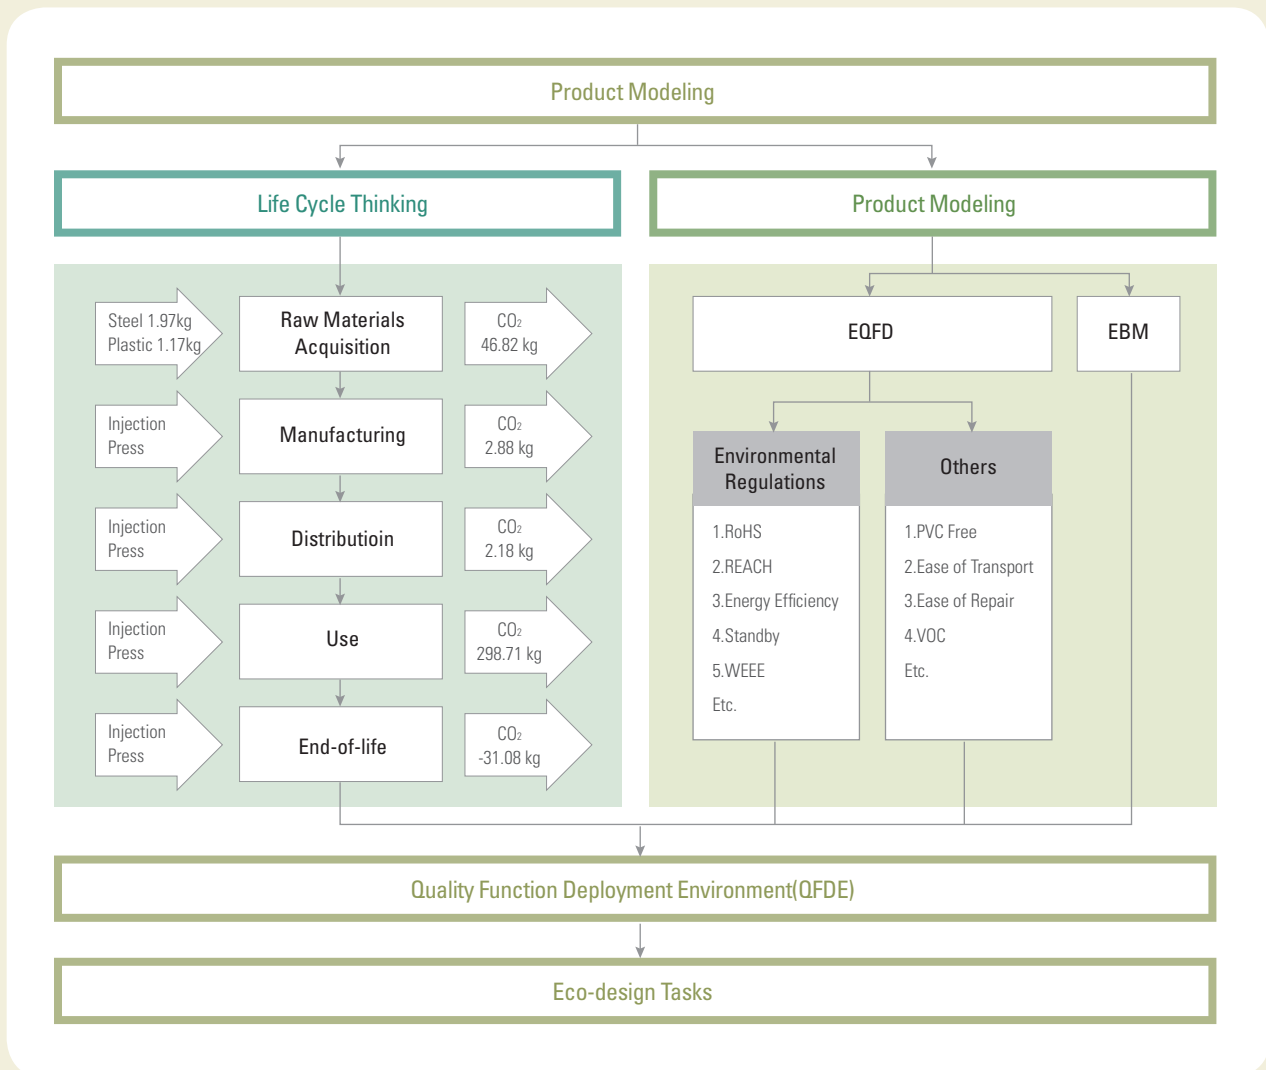 Product Modeling
Life Cycle Thinking
Product Modeling
Steel 1.97kg
Plastic 1.17kg
Raw Materials
Acquisition
CO₂
46.82 kg
Injection
Press
Manufacturing
CO₂
2.88 kg
Injection
Press
Distributioin
CO₂
2.18 kg
Injection
Press
Use
CO₂
298.71 kg
Injection
Press
End-of-life
CO₂
-31.08 kg
EQFD
EBM
Environmental
Regulations
1.RoHS
2.REACH
3.Energy Efficiency
4.Standby
5.WEEE
Etc.
Others
1.PVC Free
2.Ease of Transport
3.Ease of Repair
4.VOC
Etc.
Quality Function Deployment Environment(QFDE)
Eco-design Tasks